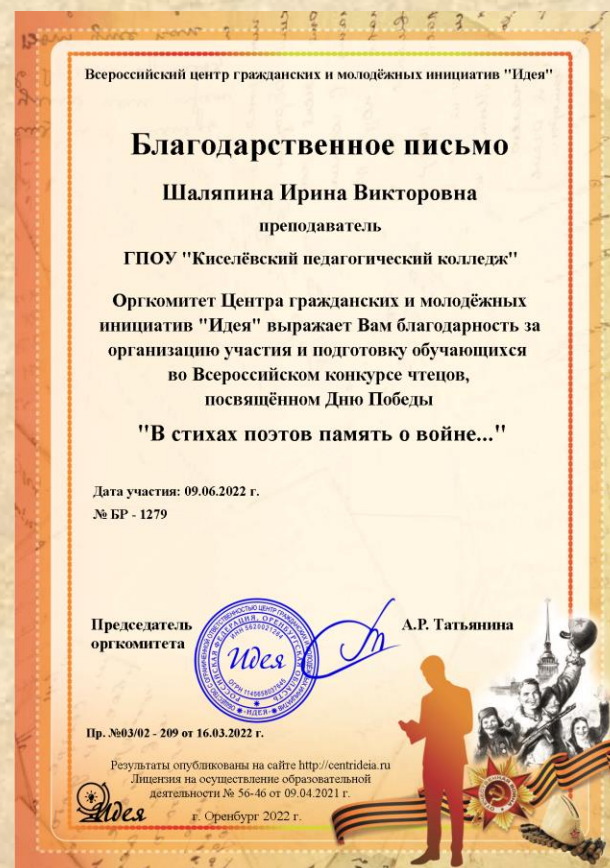 Всероссийский центр гражданских и молодёжных инициатив "Идея"
Благодарственное письмо
Шаляпина Ирина Викторовна
преподаватель
ГПОУ "Киселёвский педагогический колледж"
Оргкомитет Центра гражданских и молодёжных
инициатив "Идея" выражает Вам благодарность за
организацию участия и подготовку обучающихся
во Всероссийском конкурсе чтецов,
посвящённом Дню Победы
"В стихах поэтов память о войне..."
Дата участия: 09.06.2022 г.
№ БР - 1279
Председатель
оргкомитета
Идея
А.Р. Татьянина
Пр. №03/02 - 209 от 16.03.2022 г.
Результаты опубликованы на сайте http://centrideia.ru
Лицензия на осуществление образовательной
деятельности № 56-46 от 09.04.2021 г.
Идея
г. Оренбург 2022 г.